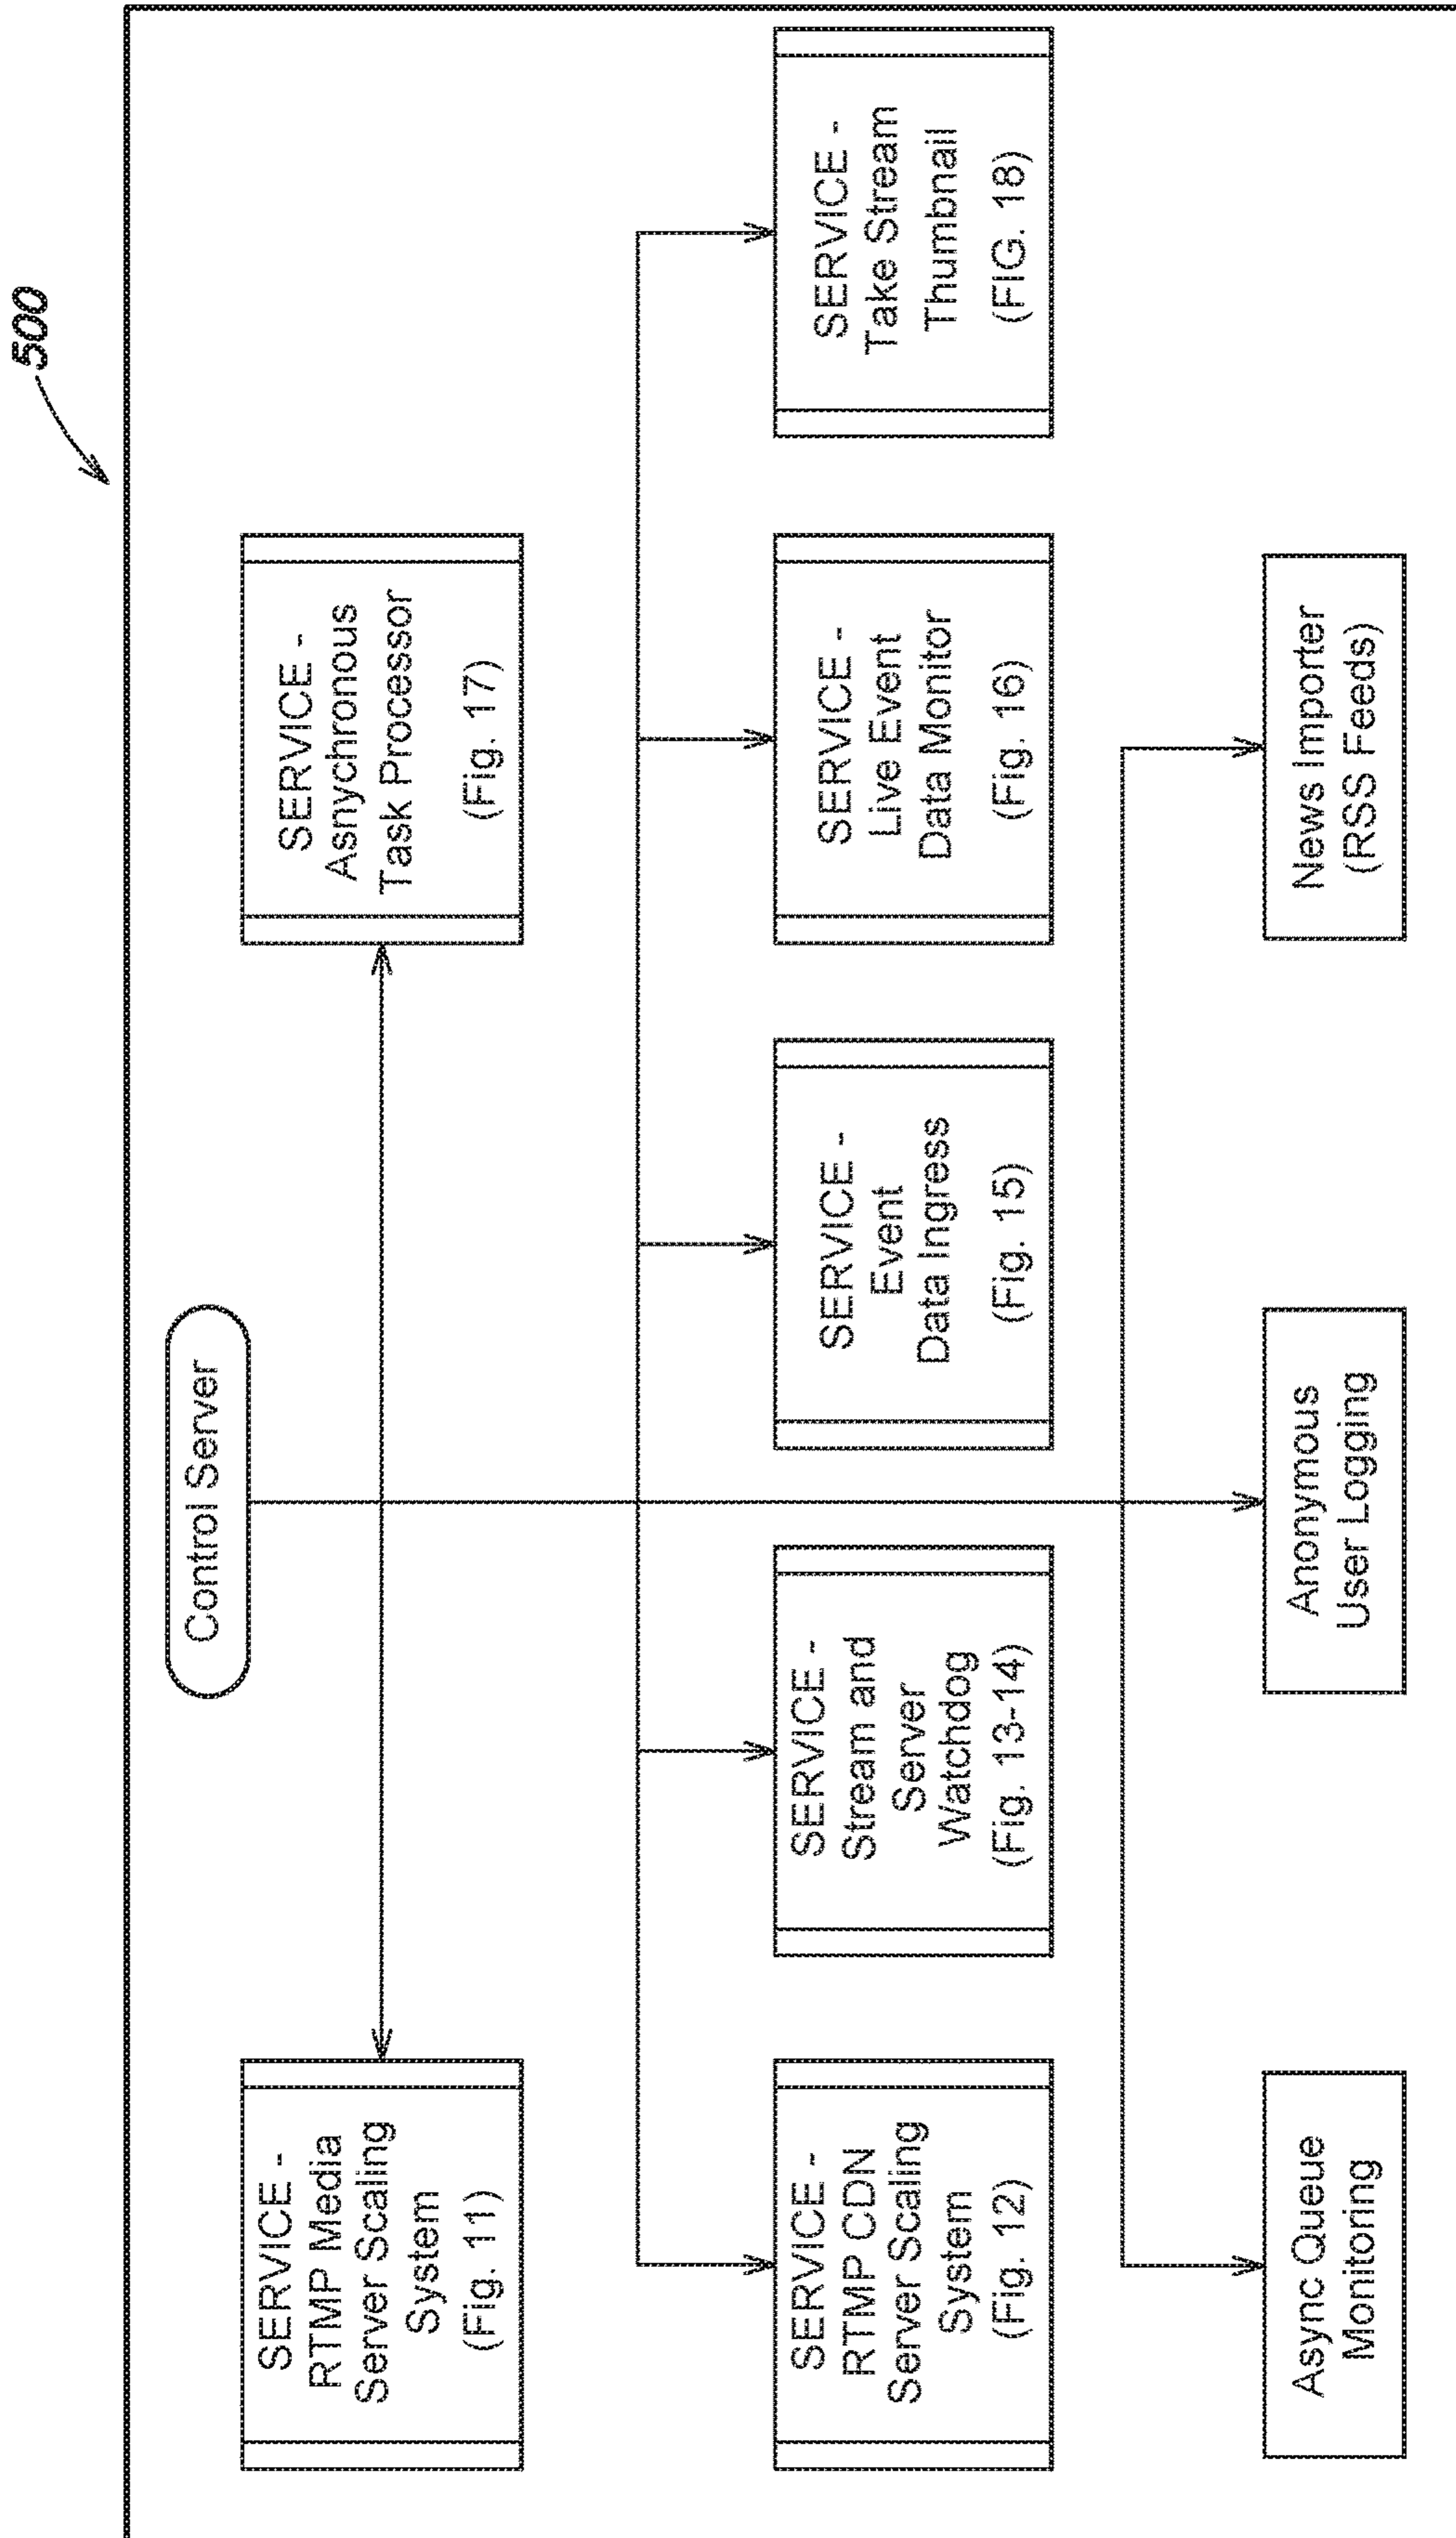 500
Control Server
SERVICE -
RTMP Media
Server Scaling
System
(Fig. 11)
SERVICE -
Asnychronous
Task Processor
(Fig. 17)
SERVICE -
RTMP CDN
Server Scaling
System
(Fig. 12)
SERVICE -
Stream and
Server
Watchdog
(Fig. 13-14)
SERVICE -
Event
Data Ingress
(Fig. 15)
SERVICE -
Live Event
Data Monitor
(Fig. 16)
SERVICE -
Take Stream
Thumbnail
(FIG. 18)
Async Queue
Monitoring
Anonymous
User Logging
News Importer
(RSS Feeds)